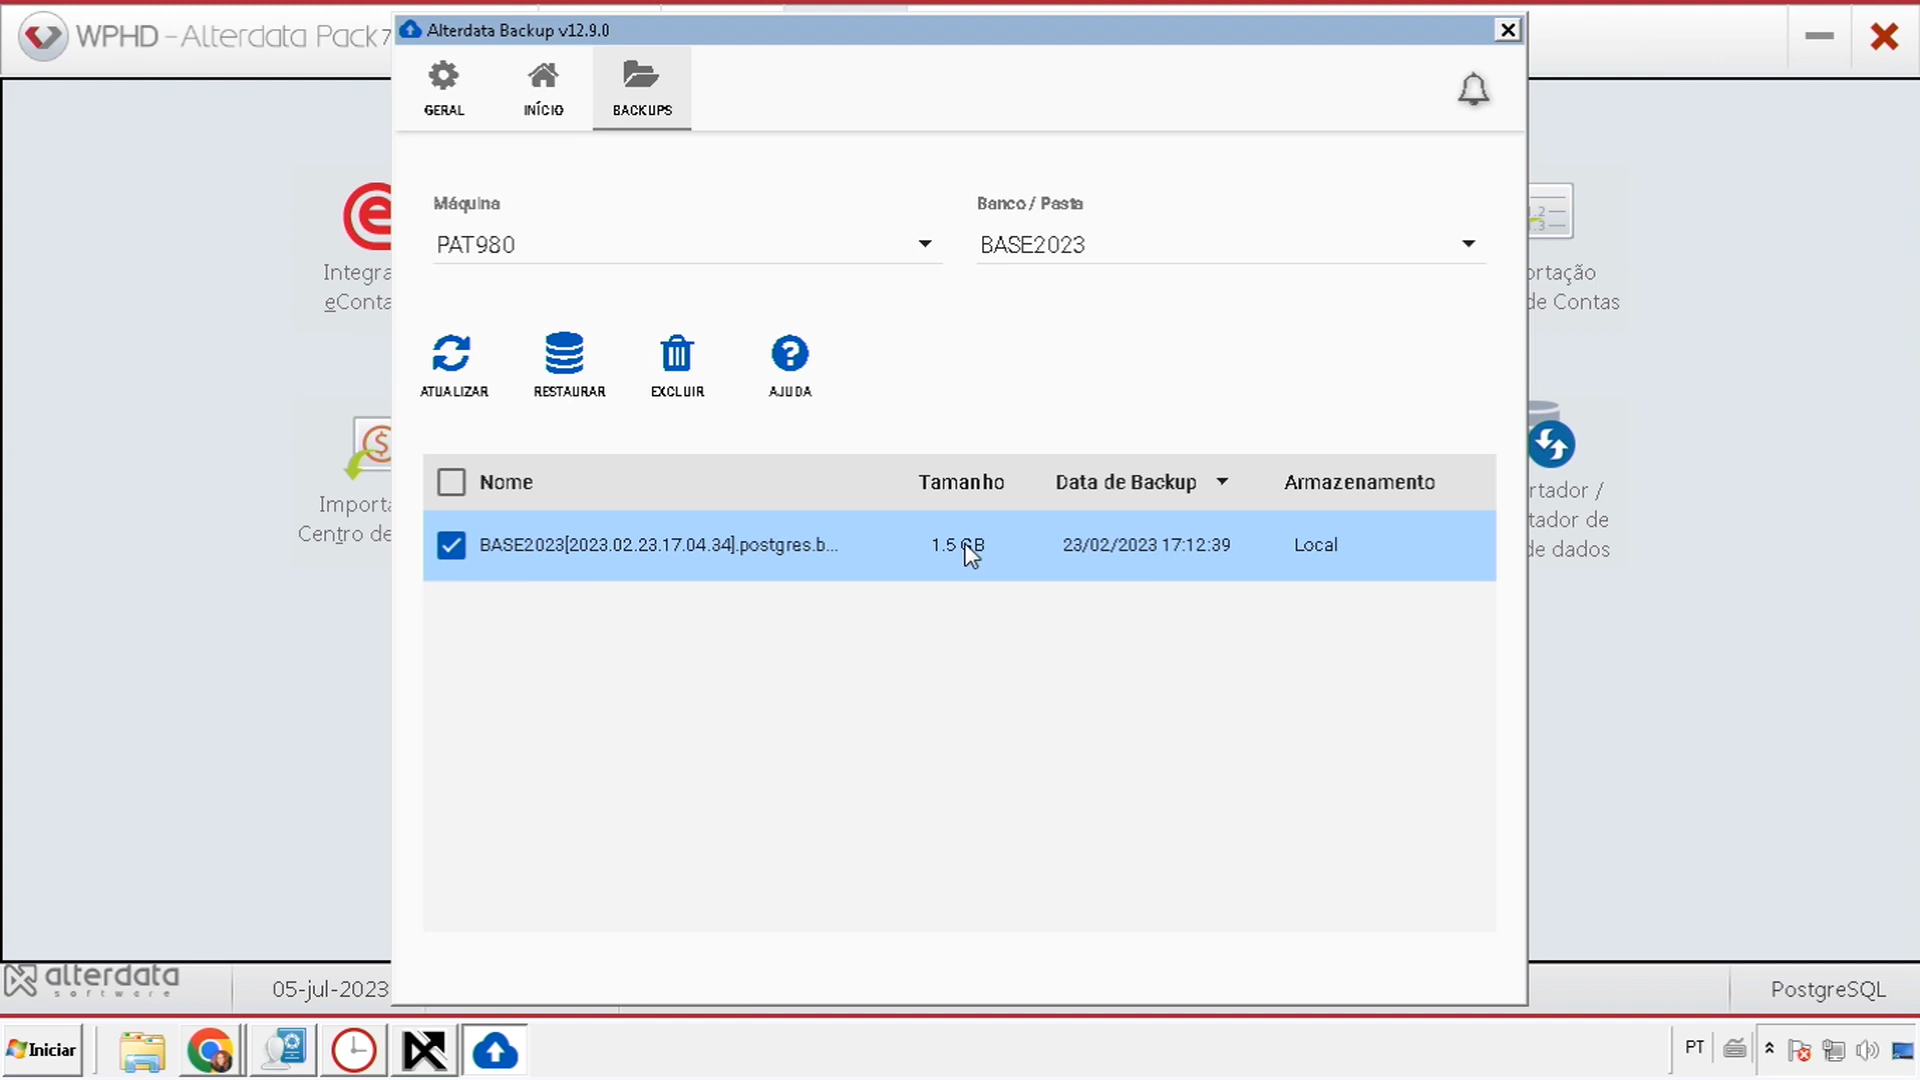 WPHD - Alterdata Pack
Alterdata Backup v12.9.0
GERAL
INÍCIO
BACKUPS
Máquina
Banco / Pasta
PAT980
BASE2023
ATUALIZAR
RESTAURAR
EXCLUIR
AJUDA
Nome
Tamanho
Data de Backup
Armazenamento
BASE2023[2023.02.23.17.04.34].postgres.b...
1.5 GB
23/02/2023 17:12:39
Local
Integra
eConta
Importa
Centro de
ortação
de Contas
rtador /
tador de
de dados
alterdata
software
05-jul-2023
PostgreSQL
Iniciar
PT